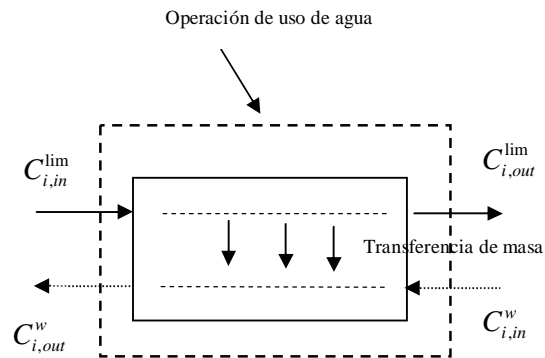 Operación de uso de agua
C_{i,in}^{lim}
C_{i,out}^{lim}
Transferencia de masa
C_{i,out}^{w}
C_{i,in}^{w}